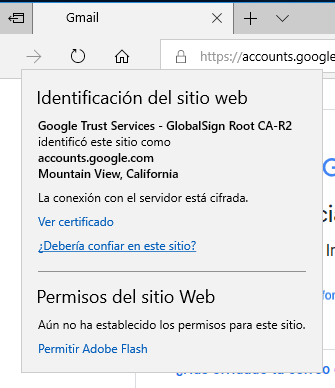 Gmail
https://accounts.google.
Identificación del sitio web
Google Trust Services - GlobalSign Root CA-R2
identificó este sitio como
accounts.google.com
Mountain View, California
La conexión con el servidor está cifrada.
Ver certificado
¿Debería confiar en este sitio?
Permisos del sitio Web
Aún no ha establecido los permisos para este sitio.
Permitir Adobe Flash